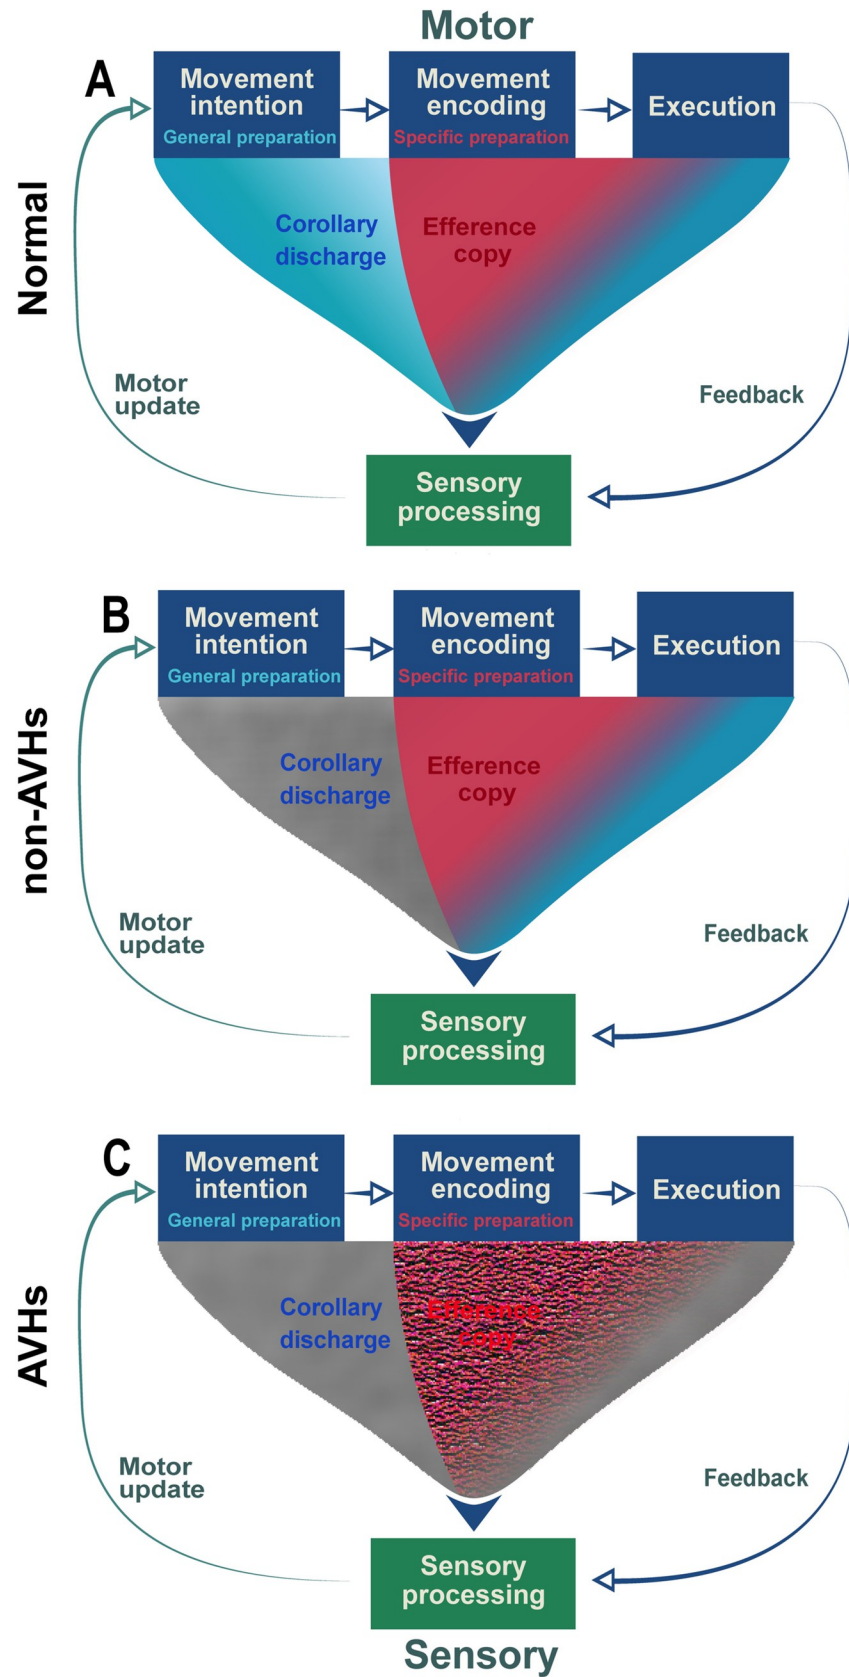 Motor
A
Movement
intention
General preparation
Movement
encoding
Specific preparation
Execution
Normal
Corollary
discharge
Efference
copy
Motor
update
Feedback
Sensory
processing
B
Movement
intention
General preparation
Movement
encoding
Specific preparation
Execution
non-AVHs
Corollary
discharge
Efference
copy
Motor
update
Feedback
Sensory
processing
C
Movement
intention
General preparation
Movement
encoding
Specific preparation
Execution
AVHs
Corollary
discharge
Efference
copy
Motor
update
Feedback
Sensory
processing
Sensory